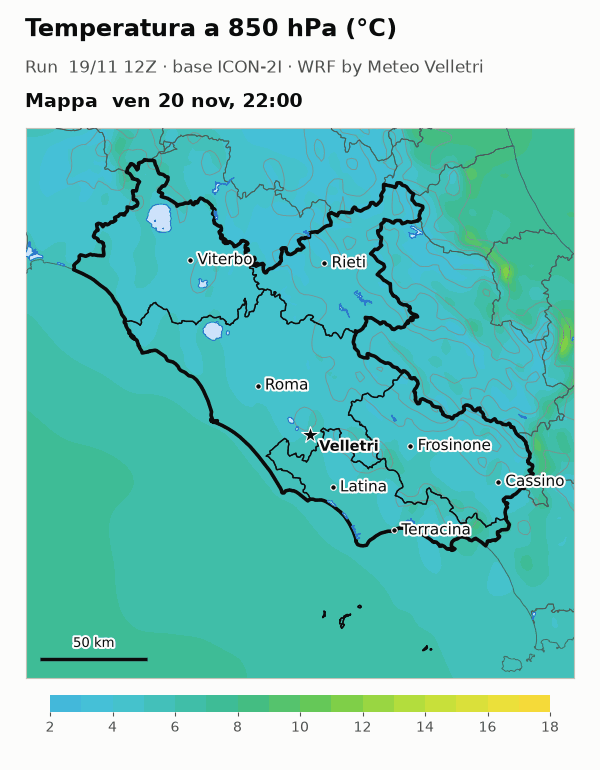 Temperatura a 850 hPa (°C)
Run 19/11 12Z · base ICON-2I · WRF by Meteo Velletri
Mappa ven 20 nov, 22:00
Viterbo
Rieti
Roma
Velletri
Frosinone
Cassino
Latina
Terracina
50 km
2 4 6 8 10 12 14 16 18